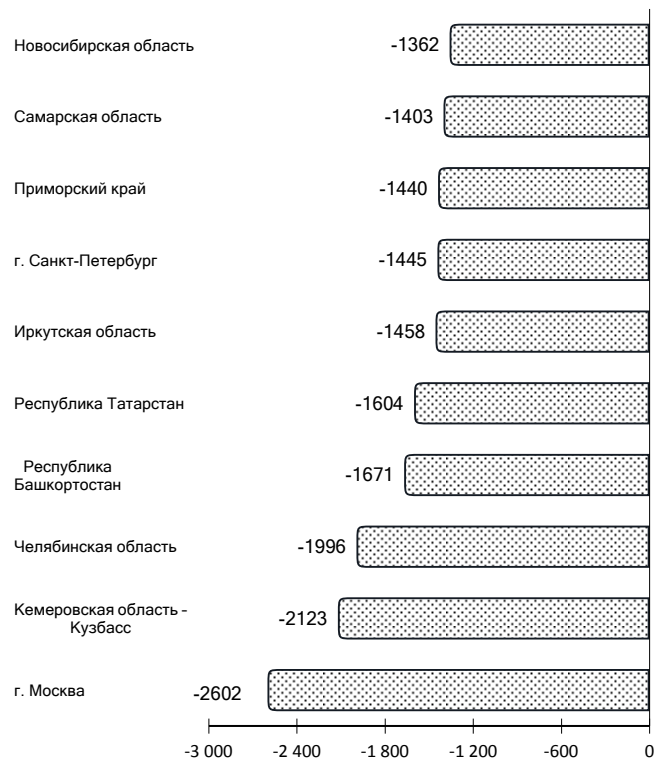 Новосибирская область
-1362
Самарская область
-1403
Приморский край
-1440
г. Санкт-Петербург
-1445
Иркутская область
-1458
Республика Татарстан
-1604
Республика
Башкортостан
-1671
Челябинская область
-1996
Кемеровская область -
Кузбасс
-2123
г. Москва
-2602
-3 000 -2 400 -1 800 -1 200 -600 0